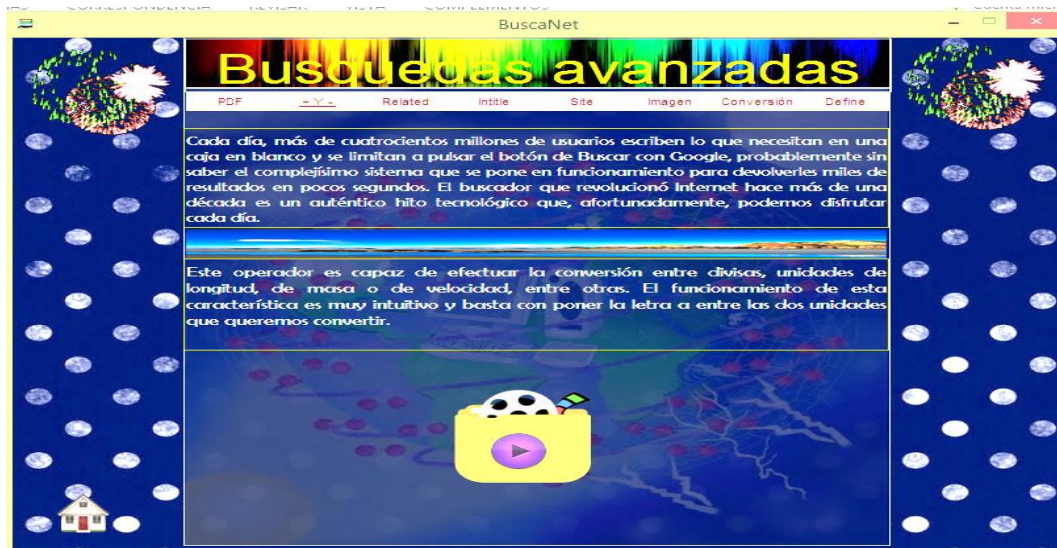 CORRESPONDENCIA REVISAR VISTA COMPLEMENTOS
BuscaNet
Busquedas avanzadas
PDF - Y - Related Intitle Site Imagen Conversión Define
Cada día, más de cuatrocientos millones de usuarios escriben lo que necesitan en una
caja en blanco y se limitan a pulsar el botón de Buscar con Google, probablemente sin
saber el complejísimo sistema que se pone en funcionamiento para devolverles miles de
resultados en pocos segundos. El buscador que revolucionó Internet hace más de una
década es un auténtico hito tecnológico que, afortunadamente, podemos disfrutar
cada día.
Este operador es capaz de efectuar la conversión entre divisas, unidades de
longitud, de masa o de velocidad, entre otras. El funcionamiento de esta
característica es muy intuitivo y basta con poner la letra a entre las dos unidades
que queremos convertir.